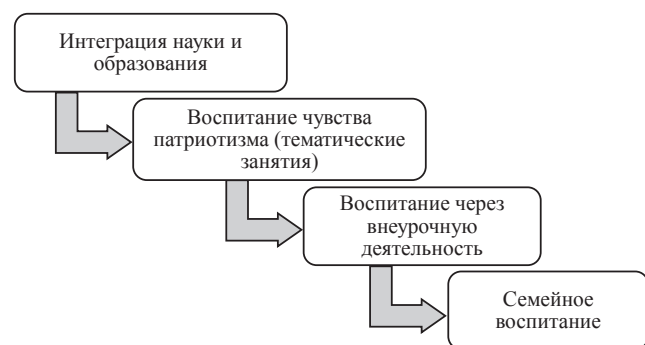 Интеграция науки и
образования
Воспитание чувства
патриотизма (тематические
занятия)
Воспитание через
внеурочную
деятельность
Семейное
воспитание